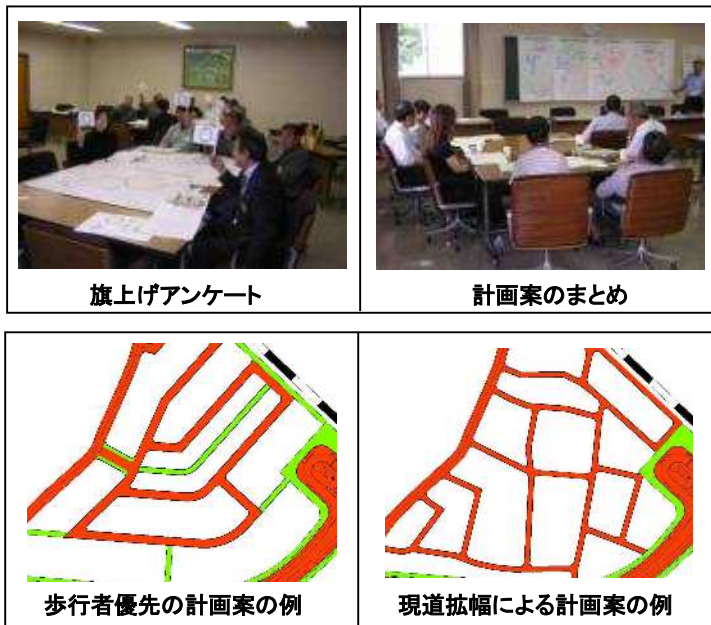 旗上げアンケート
計画案のまとめ
歩行者優先の計画案の例
現道拡幅による計画案の例